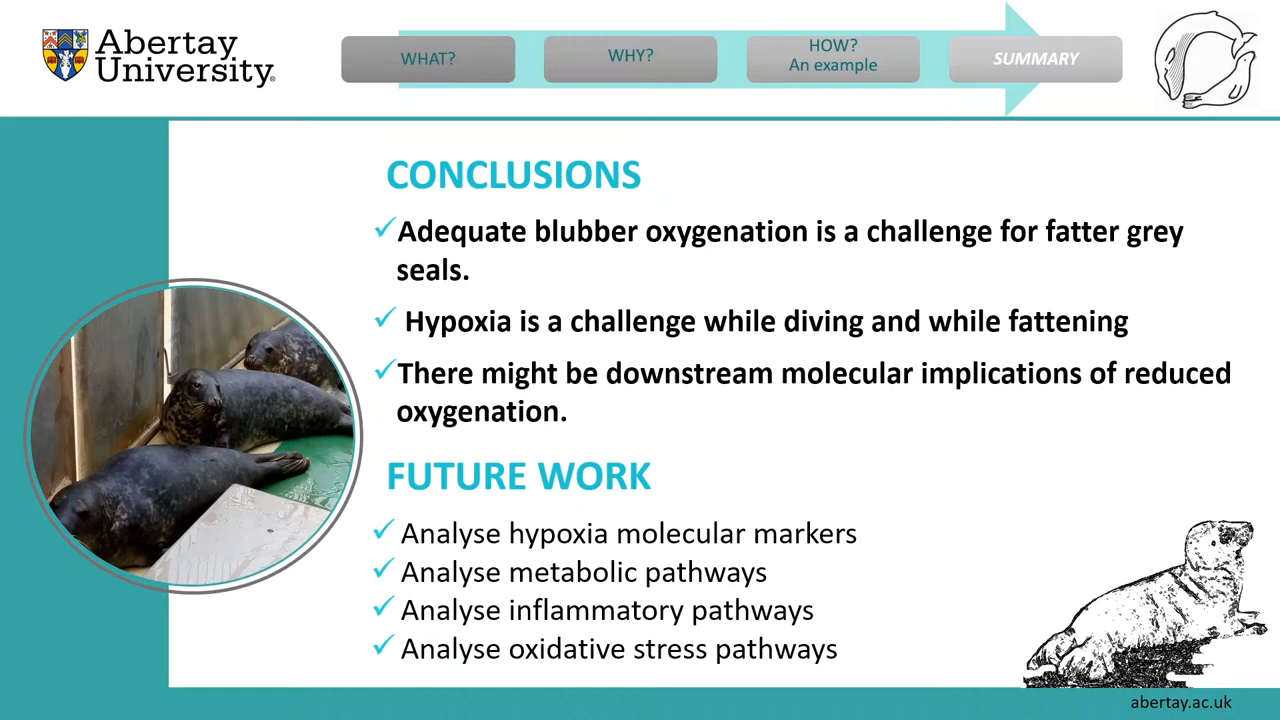 Abertay
University®
WHAT?
WHY?
HOW?
An example
SUMMARY
CONCLUSIONS
Adequate blubber oxygenation is a challenge for fatter grey
seals.
Hypoxia is a challenge while diving and while fattening
There might be downstream molecular implications of reduced
oxygenation.
FUTURE WORK
Analyse hypoxia molecular markers
Analyse metabolic pathways
Analyse inflammatory pathways
Analyse oxidative stress pathways
abertay.ac.uk